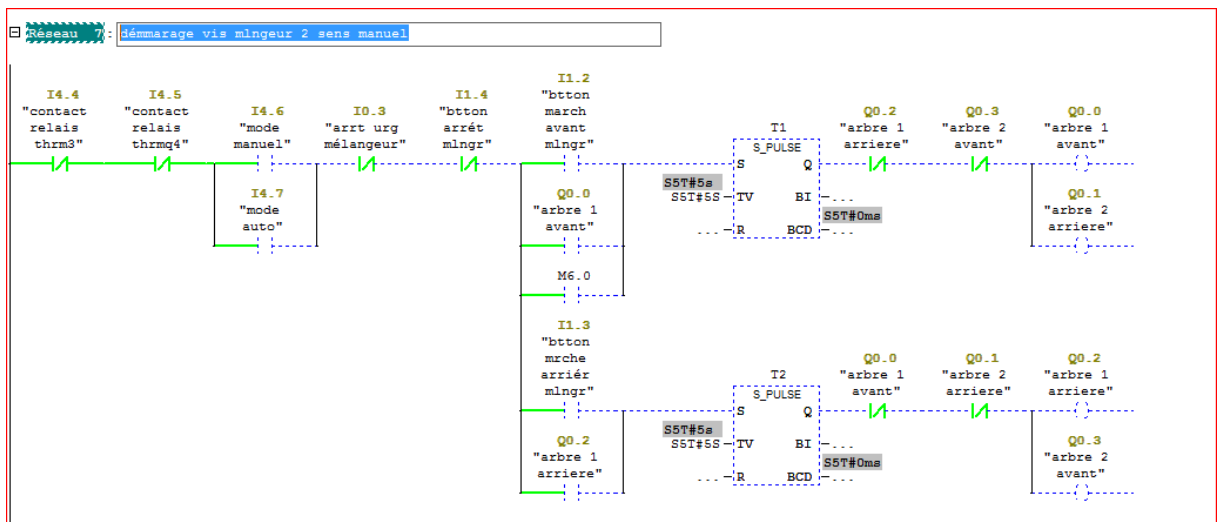 Réseau 7: démmarage vis mlngeur 2 sens manuel
I4.4
"contact
relais
thrm3"
I4.5
"contact
relais
thrmq4"
I4.6
"mode
manuel"
I0.3
"arrt urg
mélangeur"
I1.4
"btton
arrét
mlngr"
I1.2
"btton
march
avant
mlngr"
T1
S_PULSE
S
Q
S5T#5s
S5T#5S
TV
BI
...
S5T#0ms
...
R
BCD
...
Q0.2
"arbre 1
arriere"
Q0.3
"arbre 2
avant"
Q0.0
"arbre 1
avant"
I4.7
"mode
auto"
Q0.0
"arbre 1
avant"
Q0.1
"arbre 2
arriere"
M6.0
I1.3
"btton
mrche
arriér
mlngr"
T2
S_PULSE
S
Q
S5T#5s
S5T#5S
TV
BI
...
S5T#0ms
...
R
BCD
...
Q0.0
"arbre 1
avant"
Q0.1
"arbre 2
arriere"
Q0.2
"arbre 1
arriere"
Q0.2
"arbre 1
arriere"
Q0.3
"arbre 2
avant"